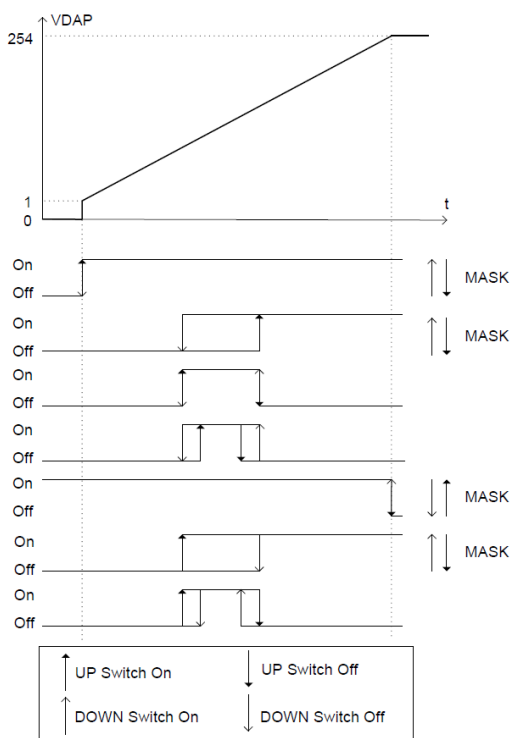 VDAP
254
1
0
t
On
Off
MASK
On
Off
MASK
On
Off
On
Off
On
Off
MASK
On
Off
MASK
On
Off
UP Switch On
UP Switch Off
DOWN Switch On
DOWN Switch Off